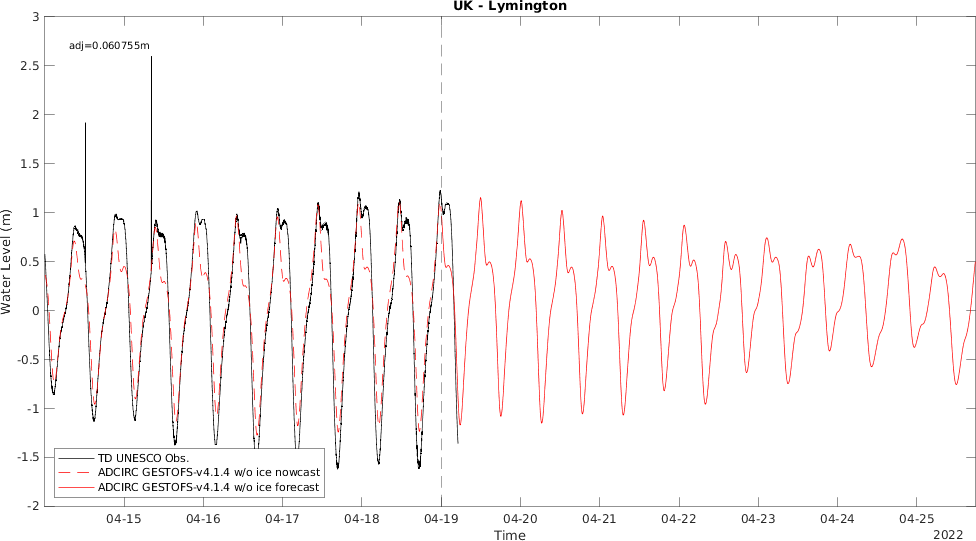 UK - Lymington
adj=0.060755m
Water Level (m)
3
2.5
2
1.5
1
0.5
0
-0.5
-1
-1.5
-2
TD UNESCO Obs.
ADCIRC GESTOFS-v4.1.4 w/o ice nowcast
ADCIRC GESTOFS-v4.1.4 w/o ice forecast
04-15 04-16 04-17 04-18 04-19 04-20 04-21 04-22 04-23 04-24 04-25
Time
2022